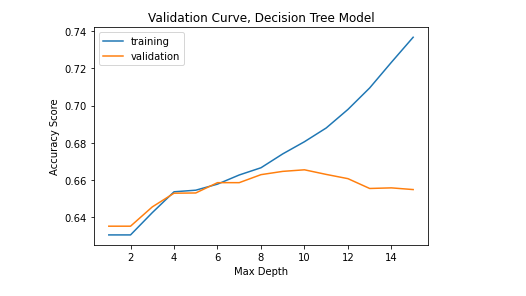 Validation Curve, Decision Tree Model
training
validation
0.74
0.72
0.70
0.68
0.66
0.64
Accuracy Score
2 4 6 8 10 12 14
Max Depth